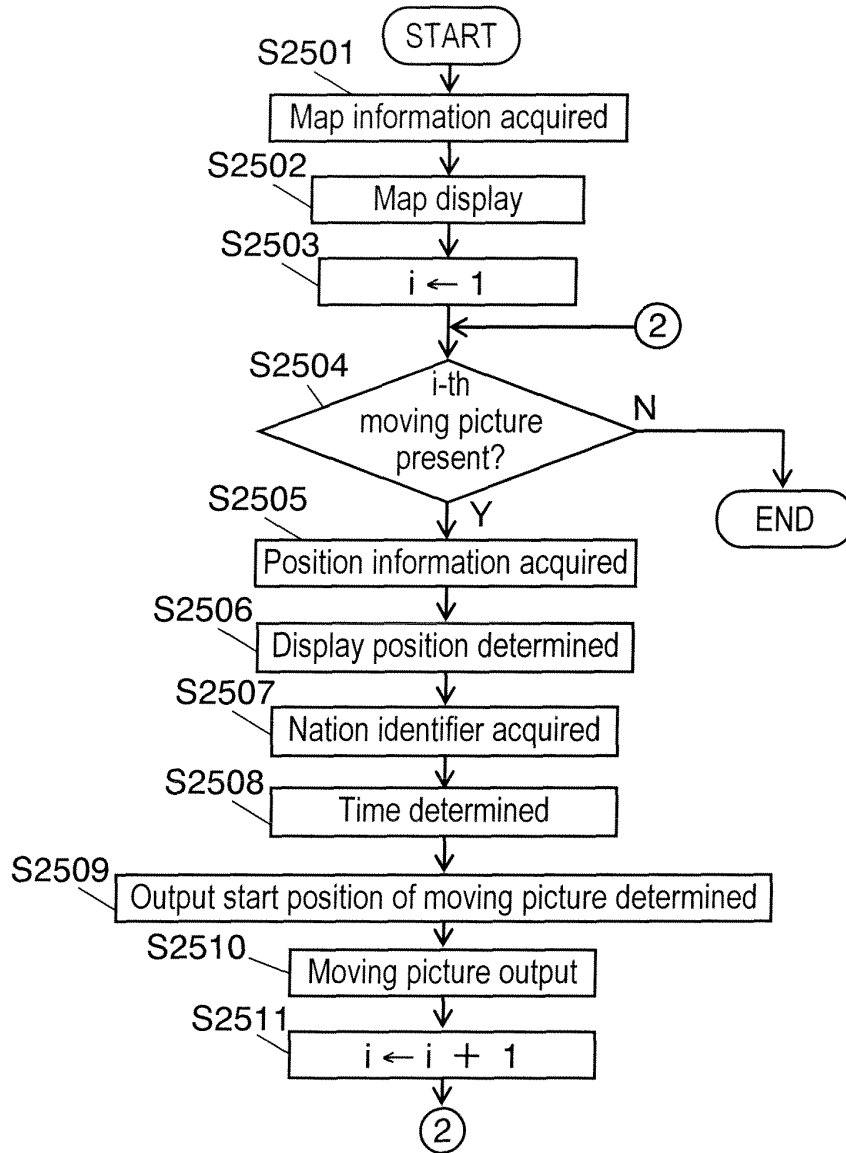 START
S2501
Map information acquired
S2502
Map display
S2503
i ← 1
2
S2504
i-th
moving picture
present?
N
END
Y
S2505
Position information acquired
S2506
Display position determined
S2507
Nation identifier acquired
S2508
Time determined
S2509
Output start position of moving picture determined
S2510
Moving picture output
S2511
i ← i + 1
2